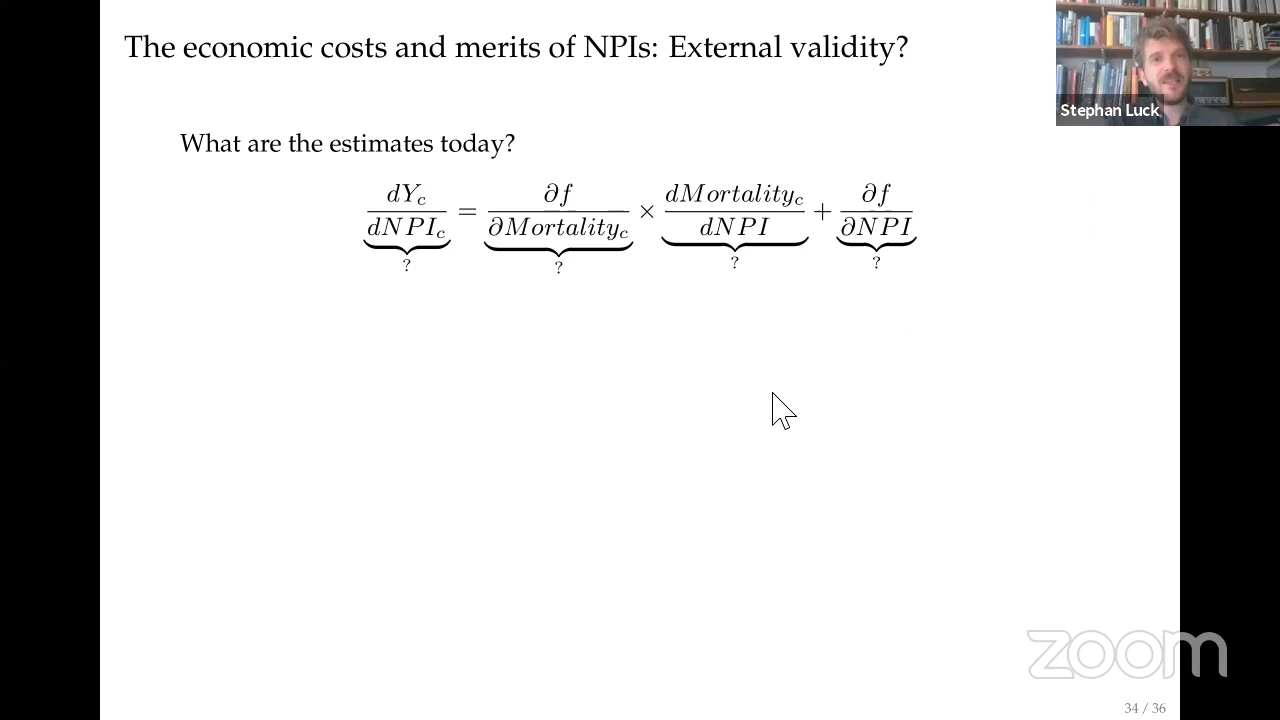 The economic costs and merits of NPIs: External validity?
Stephan Luck
What are the estimates today?
dY_c/dNPI_c = ∂f/∂Mortality_c × dMortality_c/dNPI + ∂f/∂NPI
? ? ? ?
zoom
34 / 36